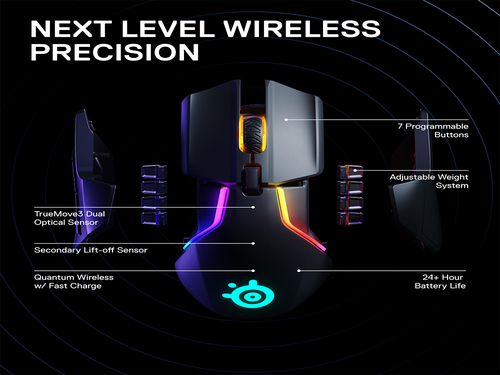 NEXT LEVEL WIRELESS
PRECISION
7 Programmable
Buttons
Adjustable Weight
System
TrueMove3 Dual
Optical Sensor
Secondary Lift-off Sensor
Quantum Wireless
w/ Fast Charge
24+ Hour
Battery Life